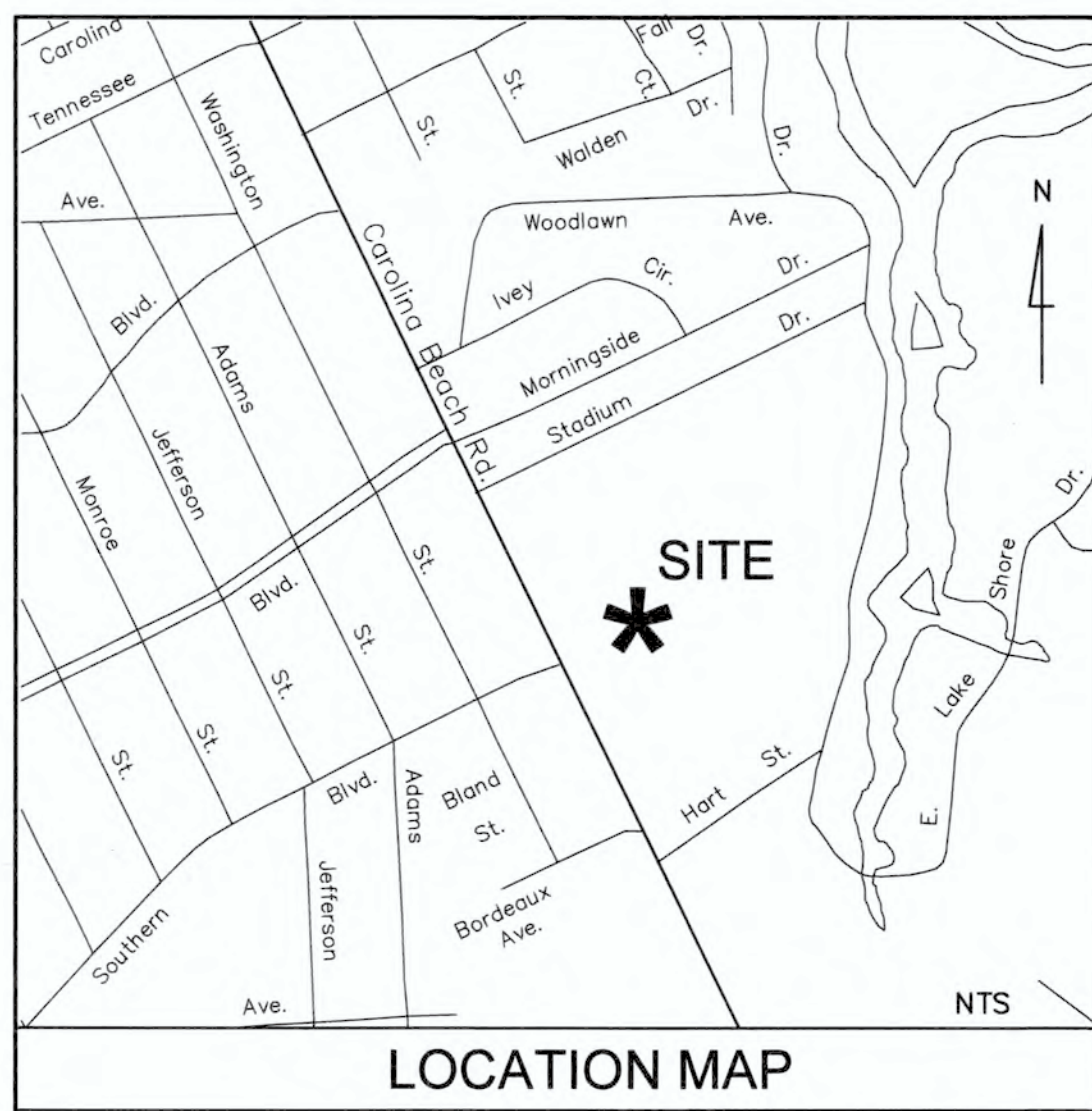 Carolina
Tennessee
Washington
Fall
Dr.
St.
St.
Ct.
Dr.
Walden
Dr.
Ave.
Woodlawn
Ave.
N
Carolina Beach Rd.
Ivey
Cir.
Dr.
Blvd.
Adams
Morningside
Dr.
Stadium
Jefferson
Monroe
Dr.
SITE
*
Shore
St.
Blvd.
St.
St.
St.
St.
Lake
E.
Hart
St.
Blvd.
Adams
Bland
St.
Jefferson
Bordeaux
Ave.
Southern
Ave.
NTS
LOCATION MAP